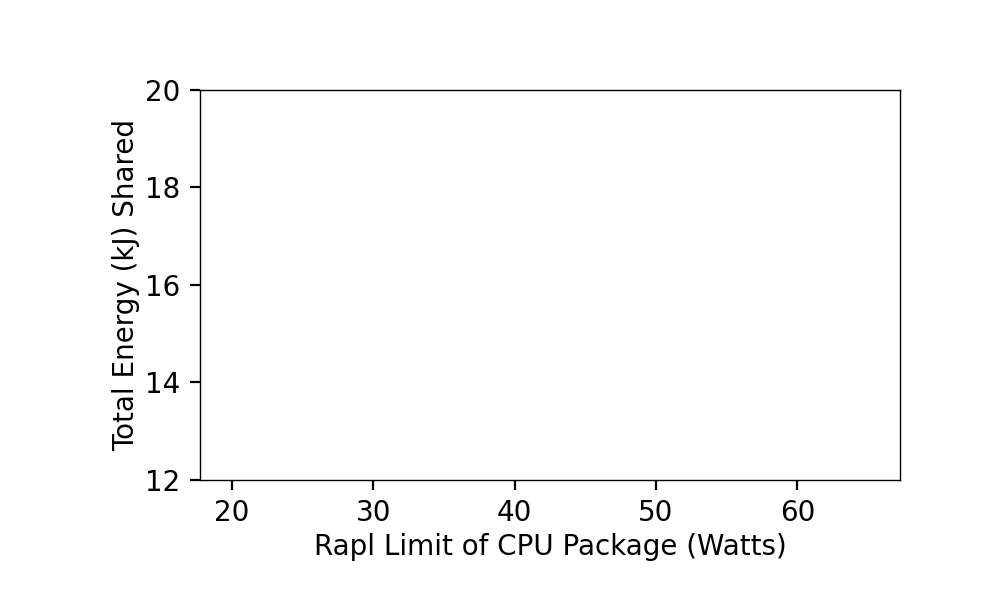 20
18
16
14
12
Total Energy (kJ) Shared
20 30 40 50 60
Rapl Limit of CPU Package (Watts)